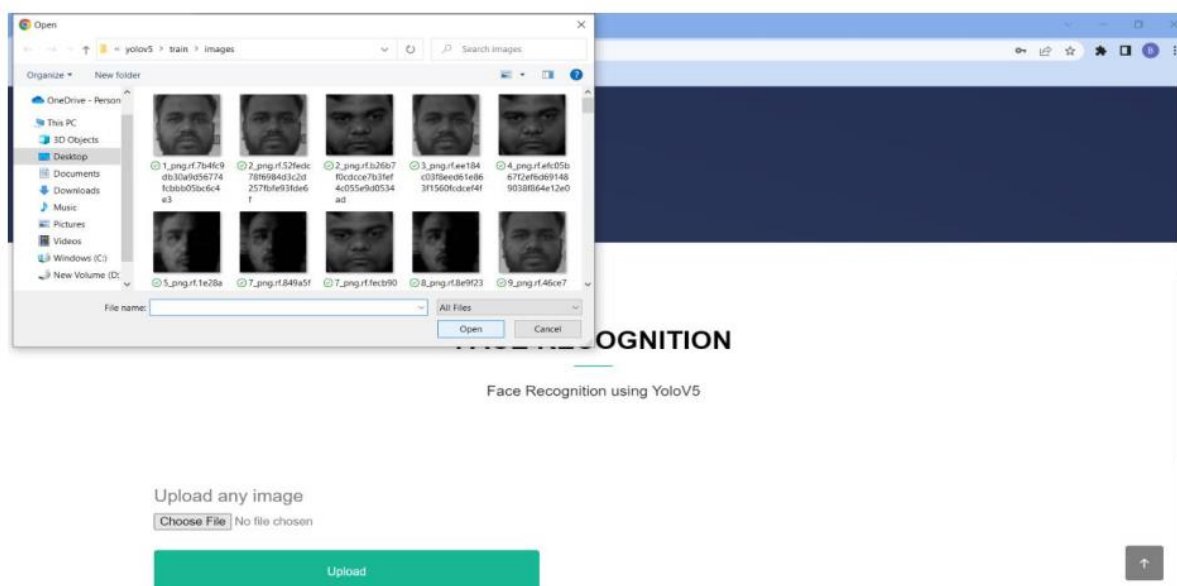 Open
« yolov5 > train > images
Search images
Organize
New folder
OneDrive - Person
This PC
3D Objects
Desktop
Documents
Downloads
Music
Pictures
Videos
Windows (C:)
New Volume (D:
1_png.rf.7b4fc9
db30a9d56774
fcbbb05bc6c4
e3
2_png.rf.52fedc
78f6984d3c2d
257fbfe93fde6
f
2_png.rf.b26b7
f0cdcce7b3fef
4c055e9d0534
ad
3_png.rf.ee184
c03f8eed61e86
3f1560fcdcef4f
4_png.rf.efc05b
67f2ef6d69148
9038f864e12e0
5_png.rf.1e28a
7_png.rf.849a5f
7_png.rf.fecb90
8_png.rf.8e9f23
9_png.rf.46ce7
File name:
All Files
Open
Cancel
B
OGNITION
Face Recognition using YoloV5
Upload any image
Choose File No file chosen
Upload